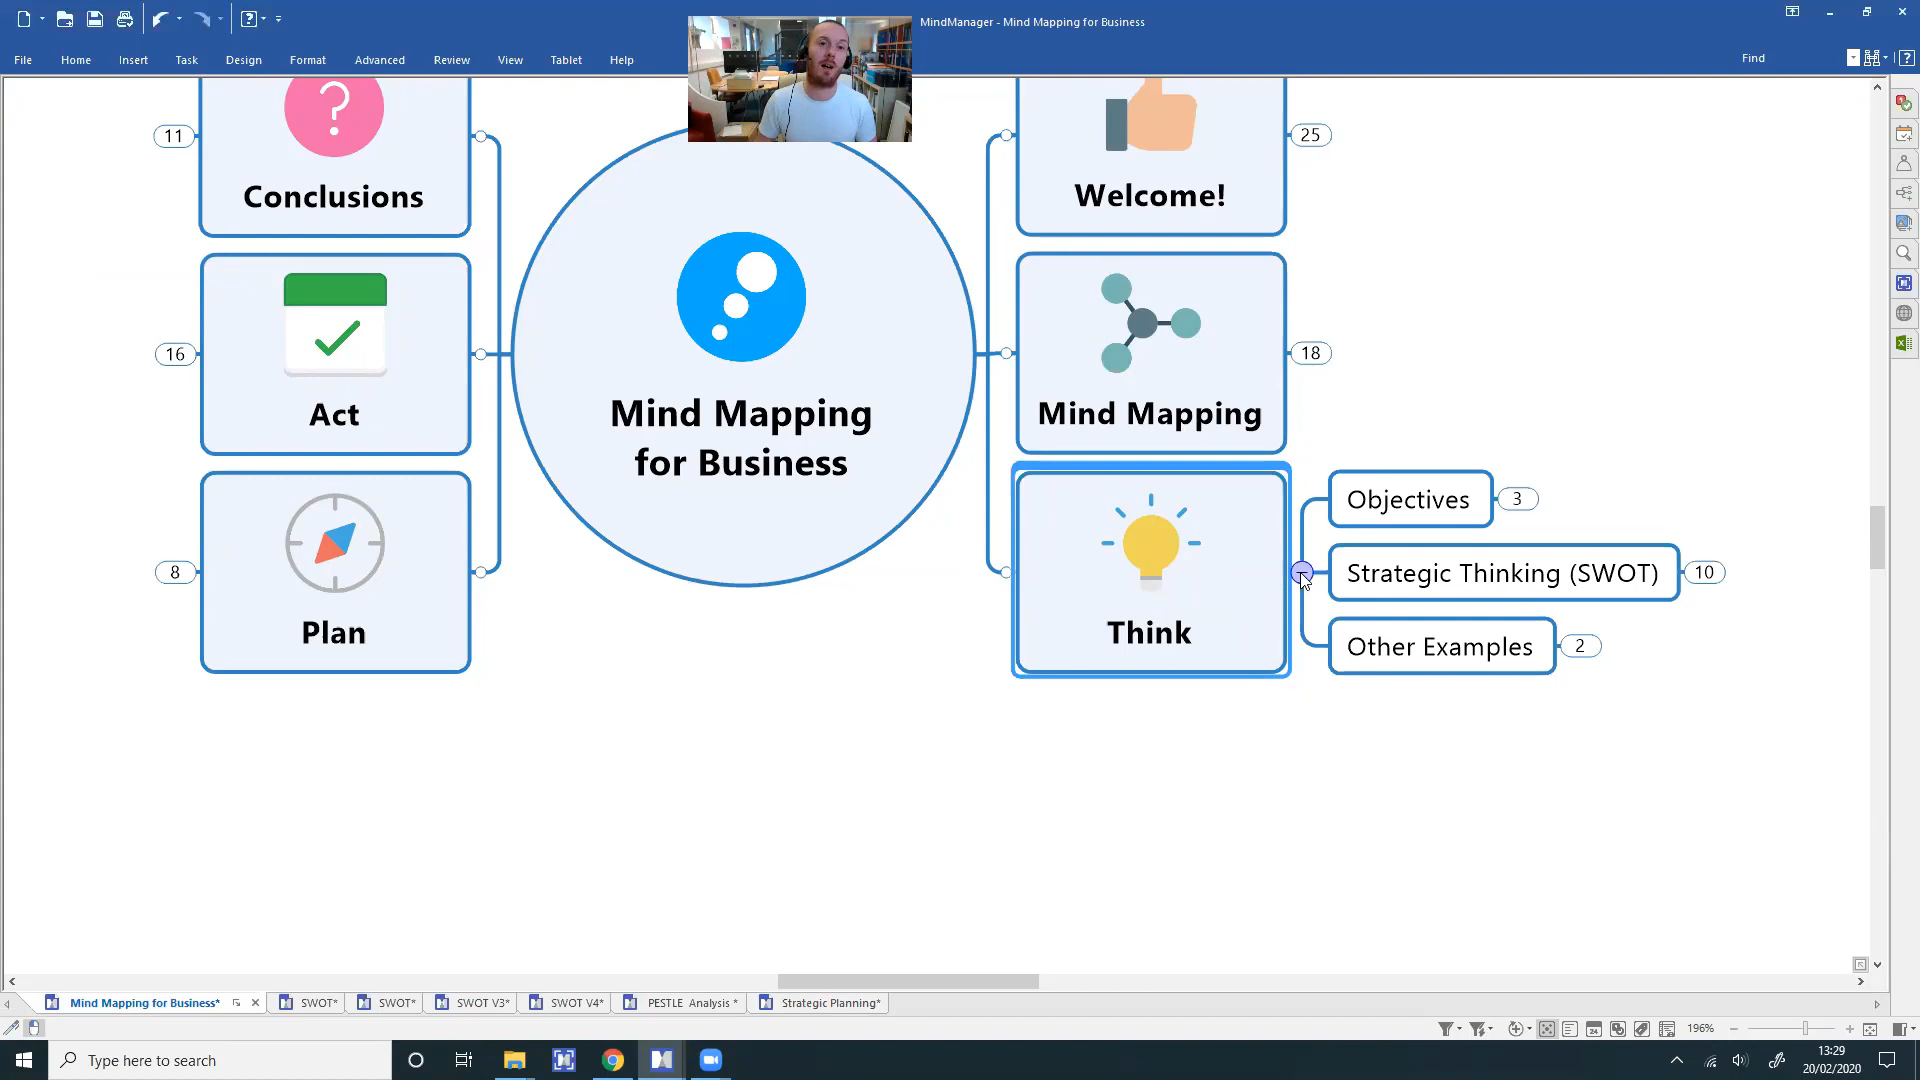 MindManager - Mind Mapping for Business
File Home Insert Task Design Format Advanced Review View Tablet Help Find
11
?
Conclusions
Welcome!
25
16
Act
Mind Mapping
for Business
Mind Mapping
18
8
Plan
Think
Objectives 3
Strategic Thinking (SWOT) 10
Other Examples 2
Mind Mapping for Business* SWOT* SWOT* SWOT V3* SWOT V4* PESTLE Analysis * Strategic Planning*
196%
Type here to search
13:29
20/02/2020